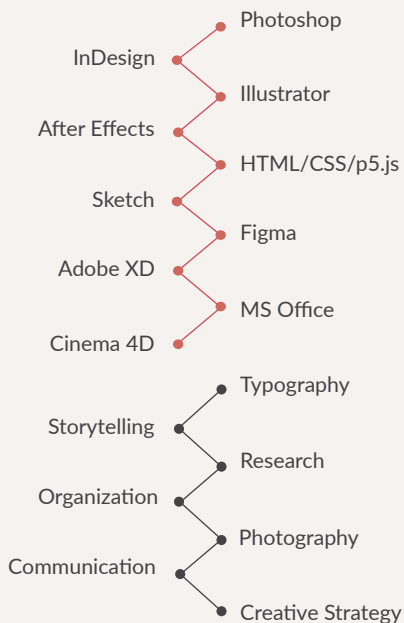 Photoshop
InDesign
Illustrator
After Effects
HTML/CSS/p5.js
Sketch
Figma
Adobe XD
MS Office
Cinema 4D
Typography
Storytelling
Research
Organization
Photography
Communication
Creative Strategy